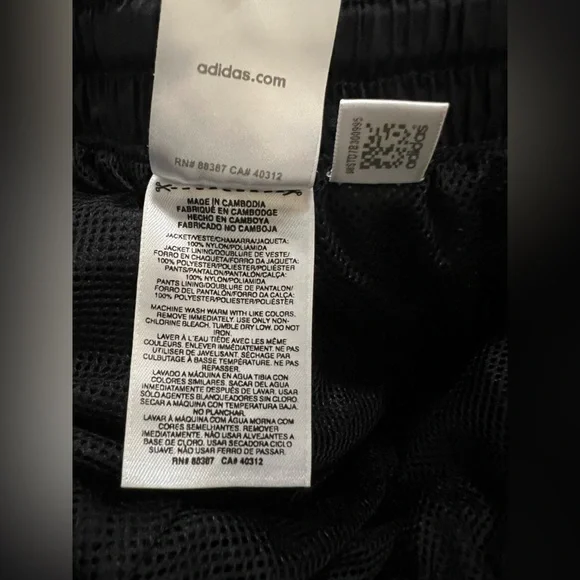 adidas.com
RN# 88387 CA# 40312
MADE IN CAMBODIA
FABRIQUÉ EN CAMBODGE
HECHO EN CAMBOYA
FABRICADO NO CAMBOJA
JACKET/VESTE/CHAMARRA/JAQUETA:
100% NYLON/POLIAMIDA
JACKET LINING/DOUBLURE DE VESTE/
FORRO EN CHAQUETA/FORRO DA JAQUETA:
100% POLYESTER/POLIESTER/POLIÉSTER
PANTS/PANTALON/PANTALÓN/CALÇA:
100% NYLON/POLIAMIDA
PANTS LINING/DOUBLURE DE PANTALON/
FORRO DEL PANTALÓN/FORRO DA CALÇA:
100% POLYESTER/POLIESTER/POLIÉSTER
MACHINE WASH WARM WITH LIKE COLORS.
REMOVE IMMEDIATELY. USE ONLY NON-
CHLORINE BLEACH. TUMBLE DRY LOW. DO NOT
IRON.
LAVER À L'EAU TIÈDE AVEC LES MÊME
COULEURS. ENLEVER IMMÉDIATEMENT. NE PAS
UTILISER DE JAVELISANT. SÉCHAGE PAR
CULBUTAGE À BASSE TEMPÉRATURE. NE PAS
REPASSER.
LAVADO A MÁQUINA EN AGUA TIBIA CON
COLORES SIMILARES. SACAR DEL AGUA
INMEDIATAMENTE DESPUÉS DE LAVAR. USAR
SÓLO AGENTES BLANQUEADORES SIN CLORO.
SECAR A MÁQUINA CON TEMPERATURA BAJA.
NO PLANCHAR.
LAVAR À MÁQUINA COM ÁGUA MORNA COM
CORES SEMELHANTES. REMOVER
IMEDIATAMENTE. NÃO USAR ALVEJANTES A
BASE DE CLORO. USAR SECADORA CICLO
SUAVE. NÃO USAR FERRO DE PASSAR.
RN# 88387 CA# 40312
adidas